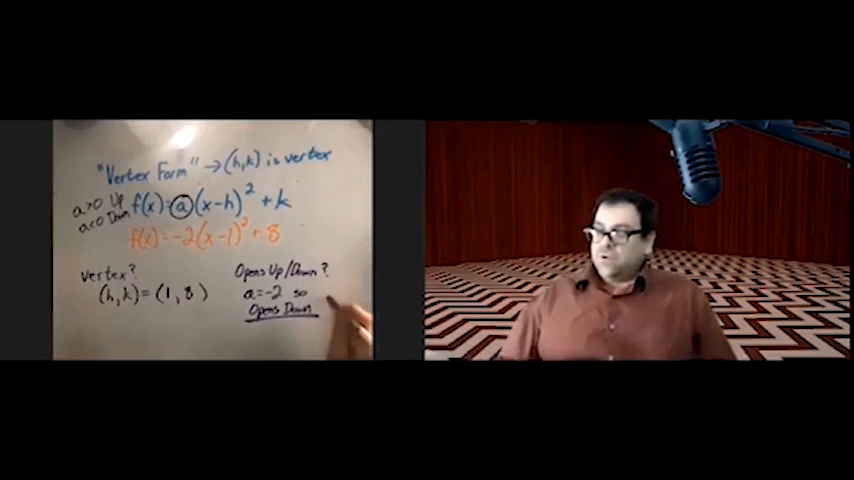 "Vertex Form" → (h,k) is vertex
a>0 Up
a<0 Down
f(x)=a(x-h)² +k
f(x)=-2(x-1)²+8
vertex?
(h,k)=(1,8)
Opens Up/Down?
a=-2 so
Opens Down